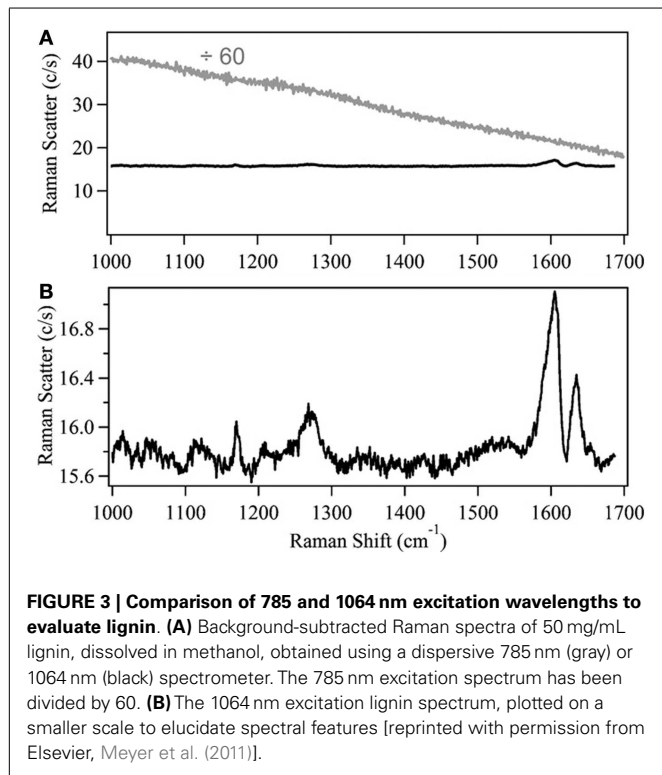 A
÷ 60
Raman Scatter (c/s)
40
30
20
10
1000 1100 1200 1300 1400 1500 1600 1700
B
Raman Scatter (c/s)
16.8
16.4
16.0
15.6
1000 1100 1200 1300 1400 1500 1600 1700
Raman Shift (cm⁻¹)
FIGURE 3 | Comparison of 785 and 1064 nm excitation wavelengths to
evaluate lignin. (A) Background-subtracted Raman spectra of 50 mg/mL
lignin, dissolved in methanol, obtained using a dispersive 785 nm (gray) or
1064 nm (black) spectrometer. The 785 nm excitation spectrum has been
divided by 60. (B) The 1064 nm excitation lignin spectrum, plotted on a
smaller scale to elucidate spectral features [reprinted with permission from
Elsevier, Meyer et al. (2011)].